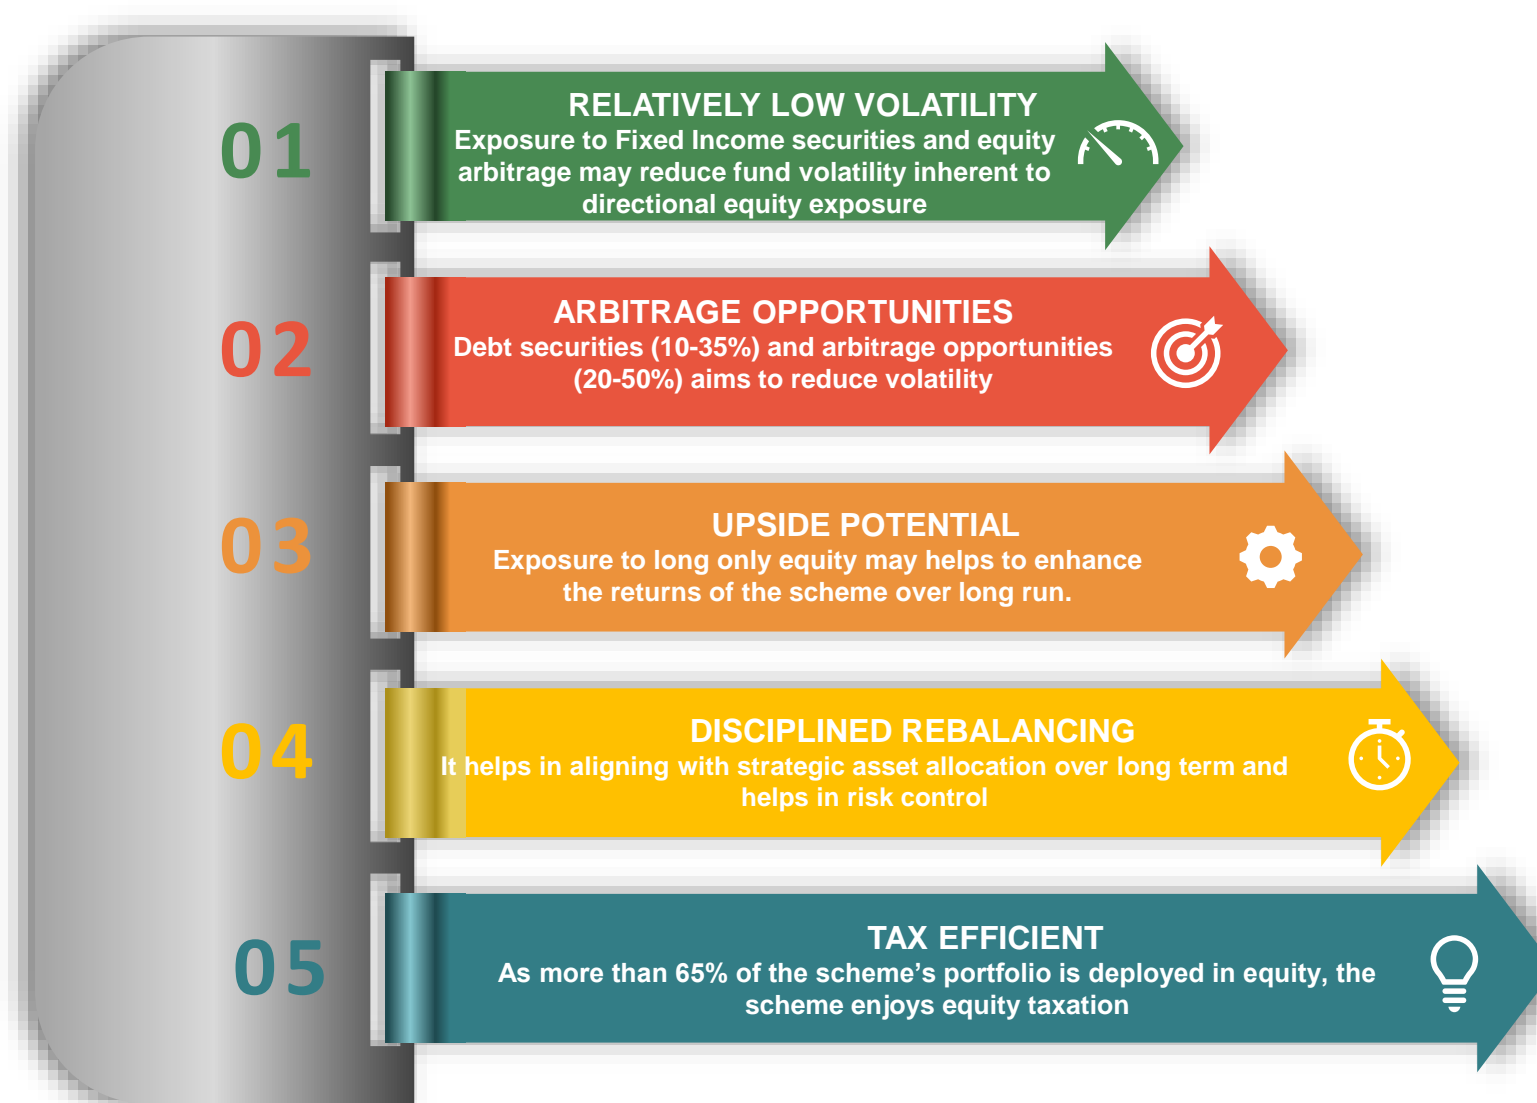 01
RELATIVELY LOW VOLATILITY
Exposure to Fixed Income securities and equity
arbitrage may reduce fund volatility inherent to
directional equity exposure
02
ARBITRAGE OPPORTUNITIES
Debt securities (10-35%) and arbitrage opportunities
(20-50%) aims to reduce volatility
03
UPSIDE POTENTIAL
Exposure to long only equity may helps to enhance
the returns of the scheme over long run.
04
DISCIPLINED REBALANCING
It helps in aligning with strategic asset allocation over long term and
helps in risk control
05
TAX EFFICIENT
As more than 65% of the scheme’s portfolio is deployed in equity, the
scheme enjoys equity taxation